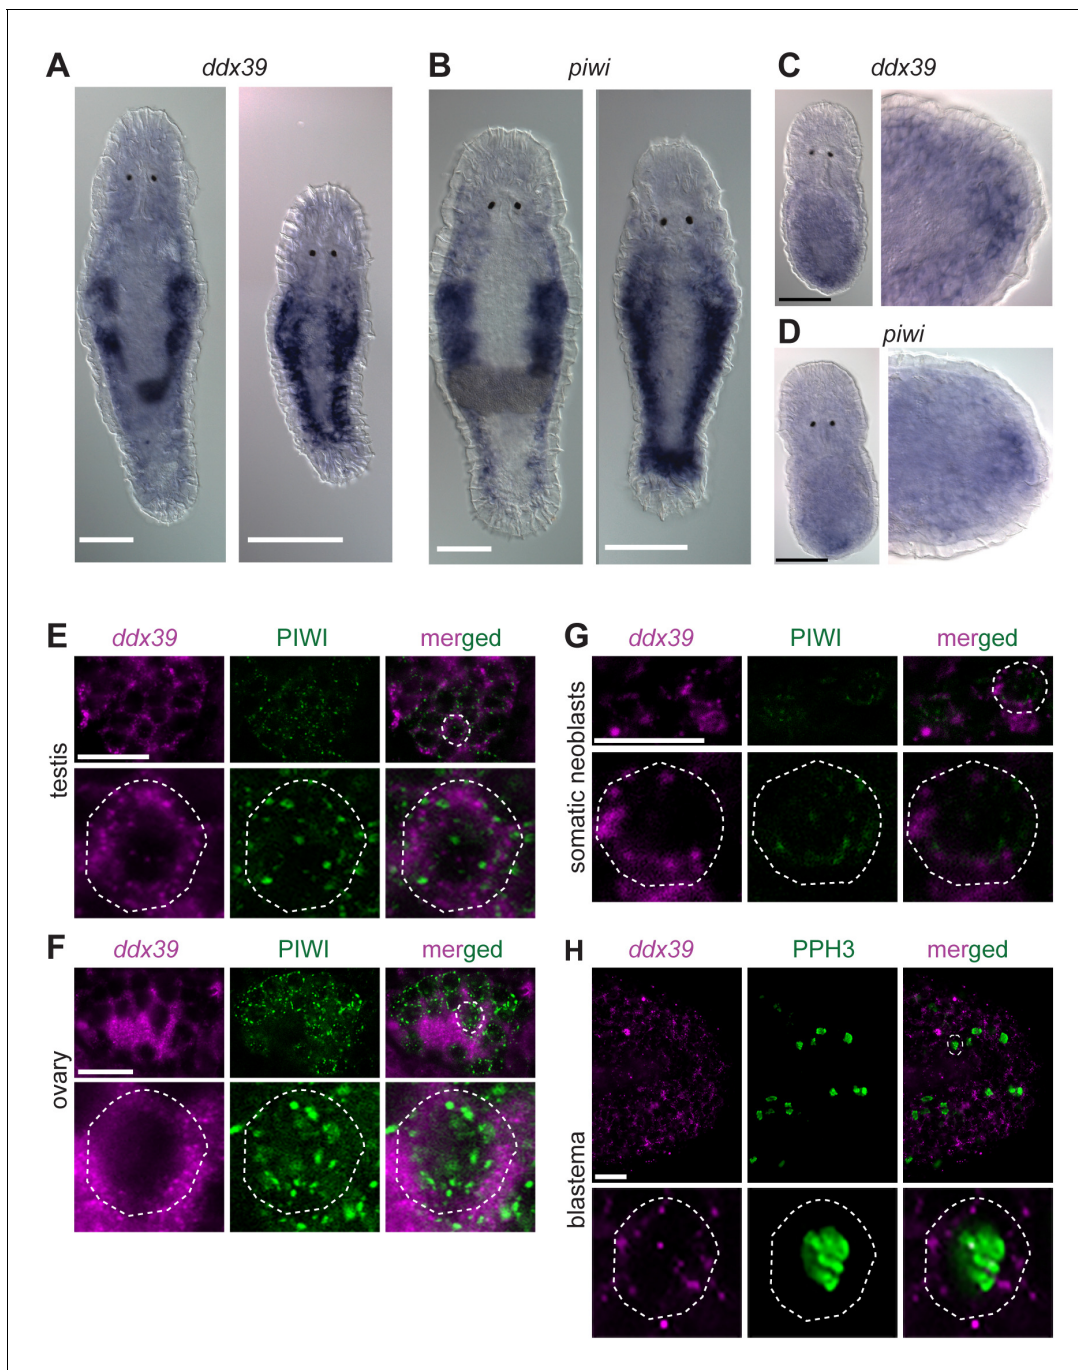 A ddx39
B piwi
C ddx39
D piwi
E ddx39 PIWI merged
testis
F ddx39 PIWI merged
ovary
G ddx39 PIWI merged
somatic neoblasts
H ddx39 PPH3 merged
blastema